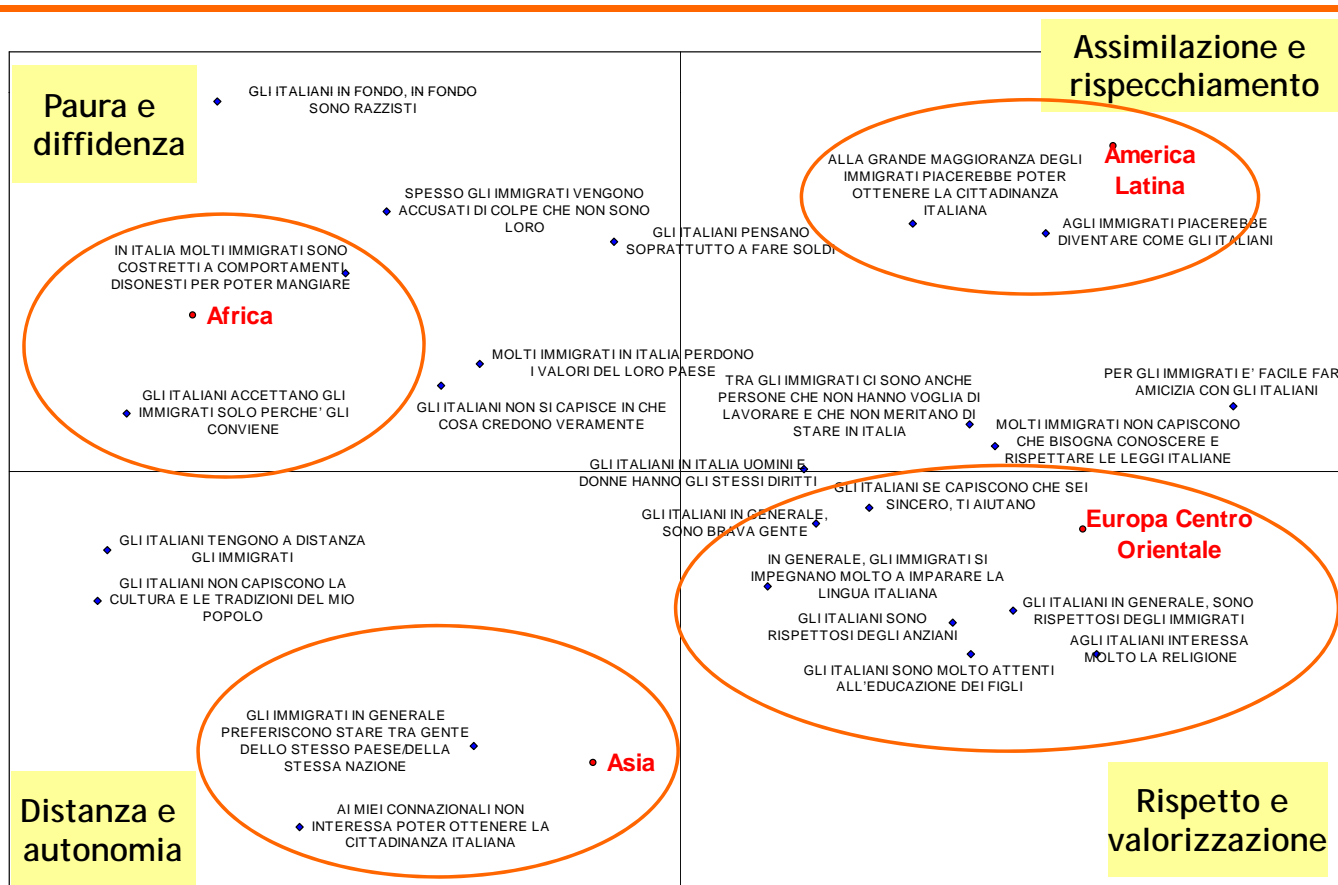 Paura e
diffidenza
GLI ITALIANI IN FONDO, IN FONDO
SONO RAZZISTI
Assimilazione e
rispecchiamento
ALLA GRANDE MAGGIORANZA DEGLI
IMMIGRATI PIACEREBBE POTER
OTTENERE LA CITTADINANZA
ITALIANA
America
Latina
AGLI IMMIGRATI PIACEREBBE
DIVENTARE COME GLI ITALIANI
SPESSO GLI IMMIGRATI VENGONO
ACCUSATI DI COLPE CHE NON SONO
LORO
GLI ITALIANI PENSANO
SOPRATTUTTO A FARE SOLDI
IN ITALIA MOLTI IMMIGRATI SONO
COSTRETTI A COMPORTAMENTI
DISONESTI PER POTER MANGIARE
Africa
MOLTI IMMIGRATI IN ITALIA PERDONO
I VALORI DEL LORO PAESE
GLI ITALIANI ACCETTANO GLI
IMMIGRATI SOLO PERCHE' GLI
CONVIENE
GLI ITALIANI NON SI CAPISCE IN CHE
COSA CREDONO VERAMENTE
TRA GLI IMMIGRATI CI SONO ANCHE
PERSONE CHE NON HANNO VOGLIA DI
LAVORARE E CHE NON MERITANO DI
STARE IN ITALIA
PER GLI IMMIGRATI E' FACILE FAR
AMICIZIA CON GLI ITALIANI
MOLTI IMMIGRATI NON CAPISCONO
CHE BISOGNA CONOSCERE E
RISPETTARE LE LEGGI ITALIANE
GLI ITALIANI IN ITALIA UOMINI E
DONNE HANNO GLI STESSI DIRITTI
GLI ITALIANI SE CAPISCONO CHE SEI
SINCERO, TI AIUTANO
GLI ITALIANI IN GENERALE,
SONO BRAVA GENTE
Europa Centro
Orientale
GLI ITALIANI TENGONO A DISTANZA
GLI IMMIGRATI
GLI ITALIANI NON CAPISCONO LA
CULTURA E LE TRADIZIONI DEL MIO
POPOLO
IN GENERALE, GLI IMMIGRATI SI
IMPEGNANO MOLTO A IMPARARE LA
LINGUA ITALIANA
GLI ITALIANI IN GENERALE, SONO
RISPETTOSI DEGLI IMMIGRATI
GLI ITALIANI SONO
RISPETTOSI DEGLI ANZIANI
AGLI ITALIANI INTERESSA
MOLTO LA RELIGIONE
GLI ITALIANI SONO MOLTO ATTENTI
ALL'EDUCAZIONE DEI FIGLI
GLI IMMIGRATI IN GENERALE
PREFERISCONO STARE TRA GENTE
DELLO STESSO PAESE/DELLA
STESSA NAZIONE
Asia
AI MIEI CONNAZIONALI NON
INTERESSA POTER OTTENERE LA
CITTADINANZA ITALIANA
Distanza e
autonomia
Rispetto e
valorizzazione